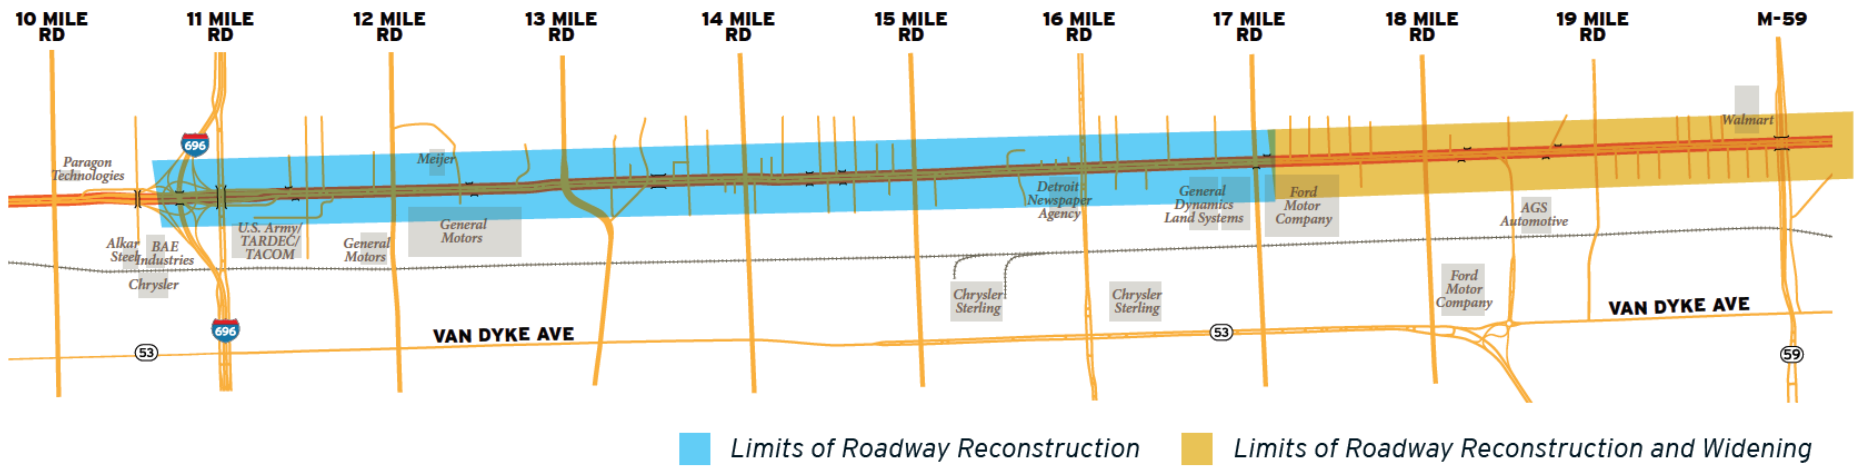 10 MILE
RD
11 MILE
RD
12 MILE
RD
13 MILE
RD
14 MILE
RD
15 MILE
RD
16 MILE
RD
17 MILE
RD
18 MILE
RD
19 MILE
RD
M-59
696
Paragon
Technologies
Meijer
Walmart
Alkar
Steel
BAE
Industries
Chrysler
U.S. Army/
TARDEC/
TACOM
General
Motors
General
Motors
Detroit
Newspaper
Agency
General
Dynamics
Land Systems
Ford
Motor
Company
AGS
Automotive
Chrysler
Sterling
Chrysler
Sterling
Ford
Motor
Company
696
VAN DYKE AVE
VAN DYKE AVE
53
53
59
Limits of Roadway Reconstruction
Limits of Roadway Reconstruction and Widening